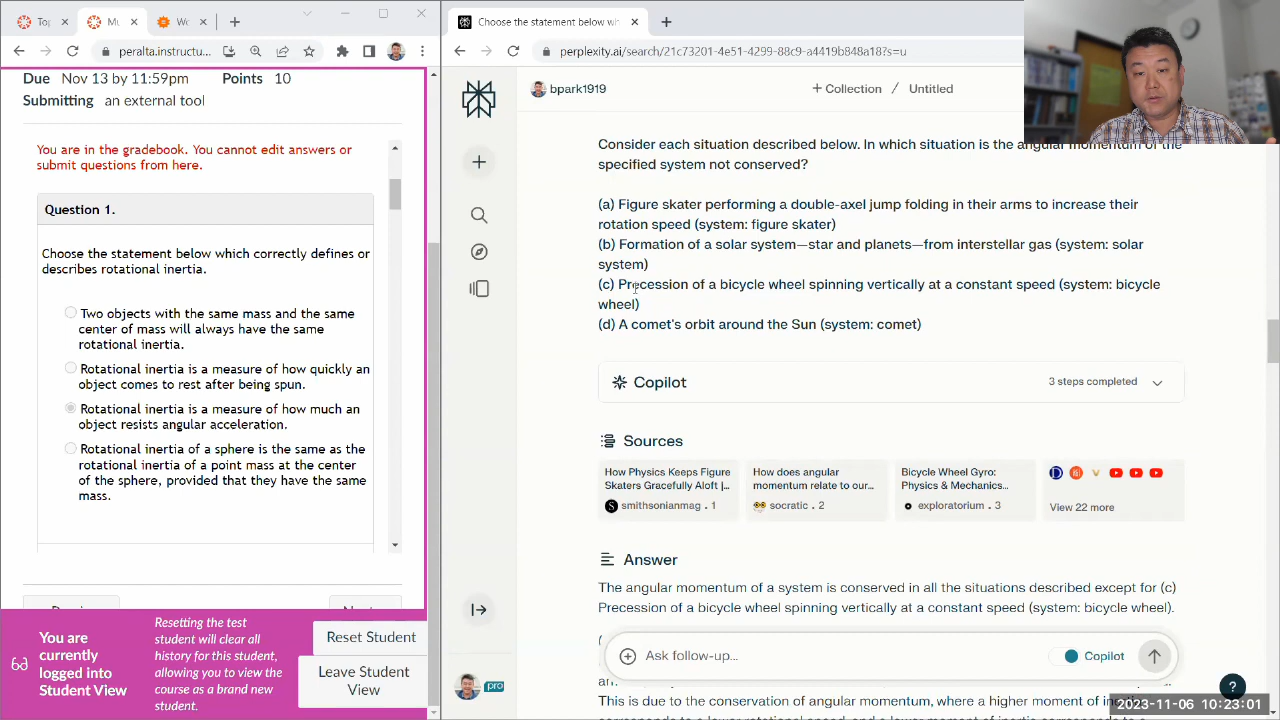 Top
Mu
We
peralta.instructu...
Due Nov 13 by 11:59pm Points 10
Submitting an external tool
You are in the gradebook. You cannot edit answers or
submit questions from here.
Question 1.
Choose the statement below which correctly defines or
describes rotational inertia.
Two objects with the same mass and the same
center of mass will always have the same
rotational inertia.
Rotational inertia is a measure of how quickly an
object comes to rest after being spun.
Rotational inertia is a measure of how much an
object resists angular acceleration.
Rotational inertia of a sphere is the same as the
rotational inertia of a point mass at the center
of the sphere, provided that they have the same
mass.
You are
currently
logged into
Student View
Resetting the test
student will clear all
history for this student,
allowing you to view the
course as a brand new
student.
Reset Student
Leave Student
View
Choose the statement below wh
perplexity.ai/search/21c73201-4e51-4299-88c9-a4419b84a18a?s=u
bpark1919
+ Collection / Untitled
Consider each situation described below. In which situation is the angular momentum of the
specified system not conserved?
(a) Figure skater performing a double-axel jump folding in their arms to increase their
rotation speed (system: figure skater)
(b) Formation of a solar system—star and planets—from interstellar gas (system: solar
system)
(c) Precession of a bicycle wheel spinning vertically at a constant speed (system: bicycle
wheel)
(d) A comet's orbit around the Sun (system: comet)
Copilot
3 steps completed
Sources
How Physics Keeps Figure
Skaters Gracefully Aloft |...
smithsonianmag . 1
How does angular
momentum relate to our...
socratic . 2
Bicycle Wheel Gyro:
Physics & Mechanics...
exploratorium . 3
View 22 more
Answer
The angular momentum of a system is conserved in all the situations described except for (c)
Precession of a bicycle wheel spinning vertically at a constant speed (system: bicycle wheel).
Ask follow-up...
Copilot
This is due to the conservation of angular momentum, where a higher moment of inertia
pro
?
2023-11-06 10:23:01